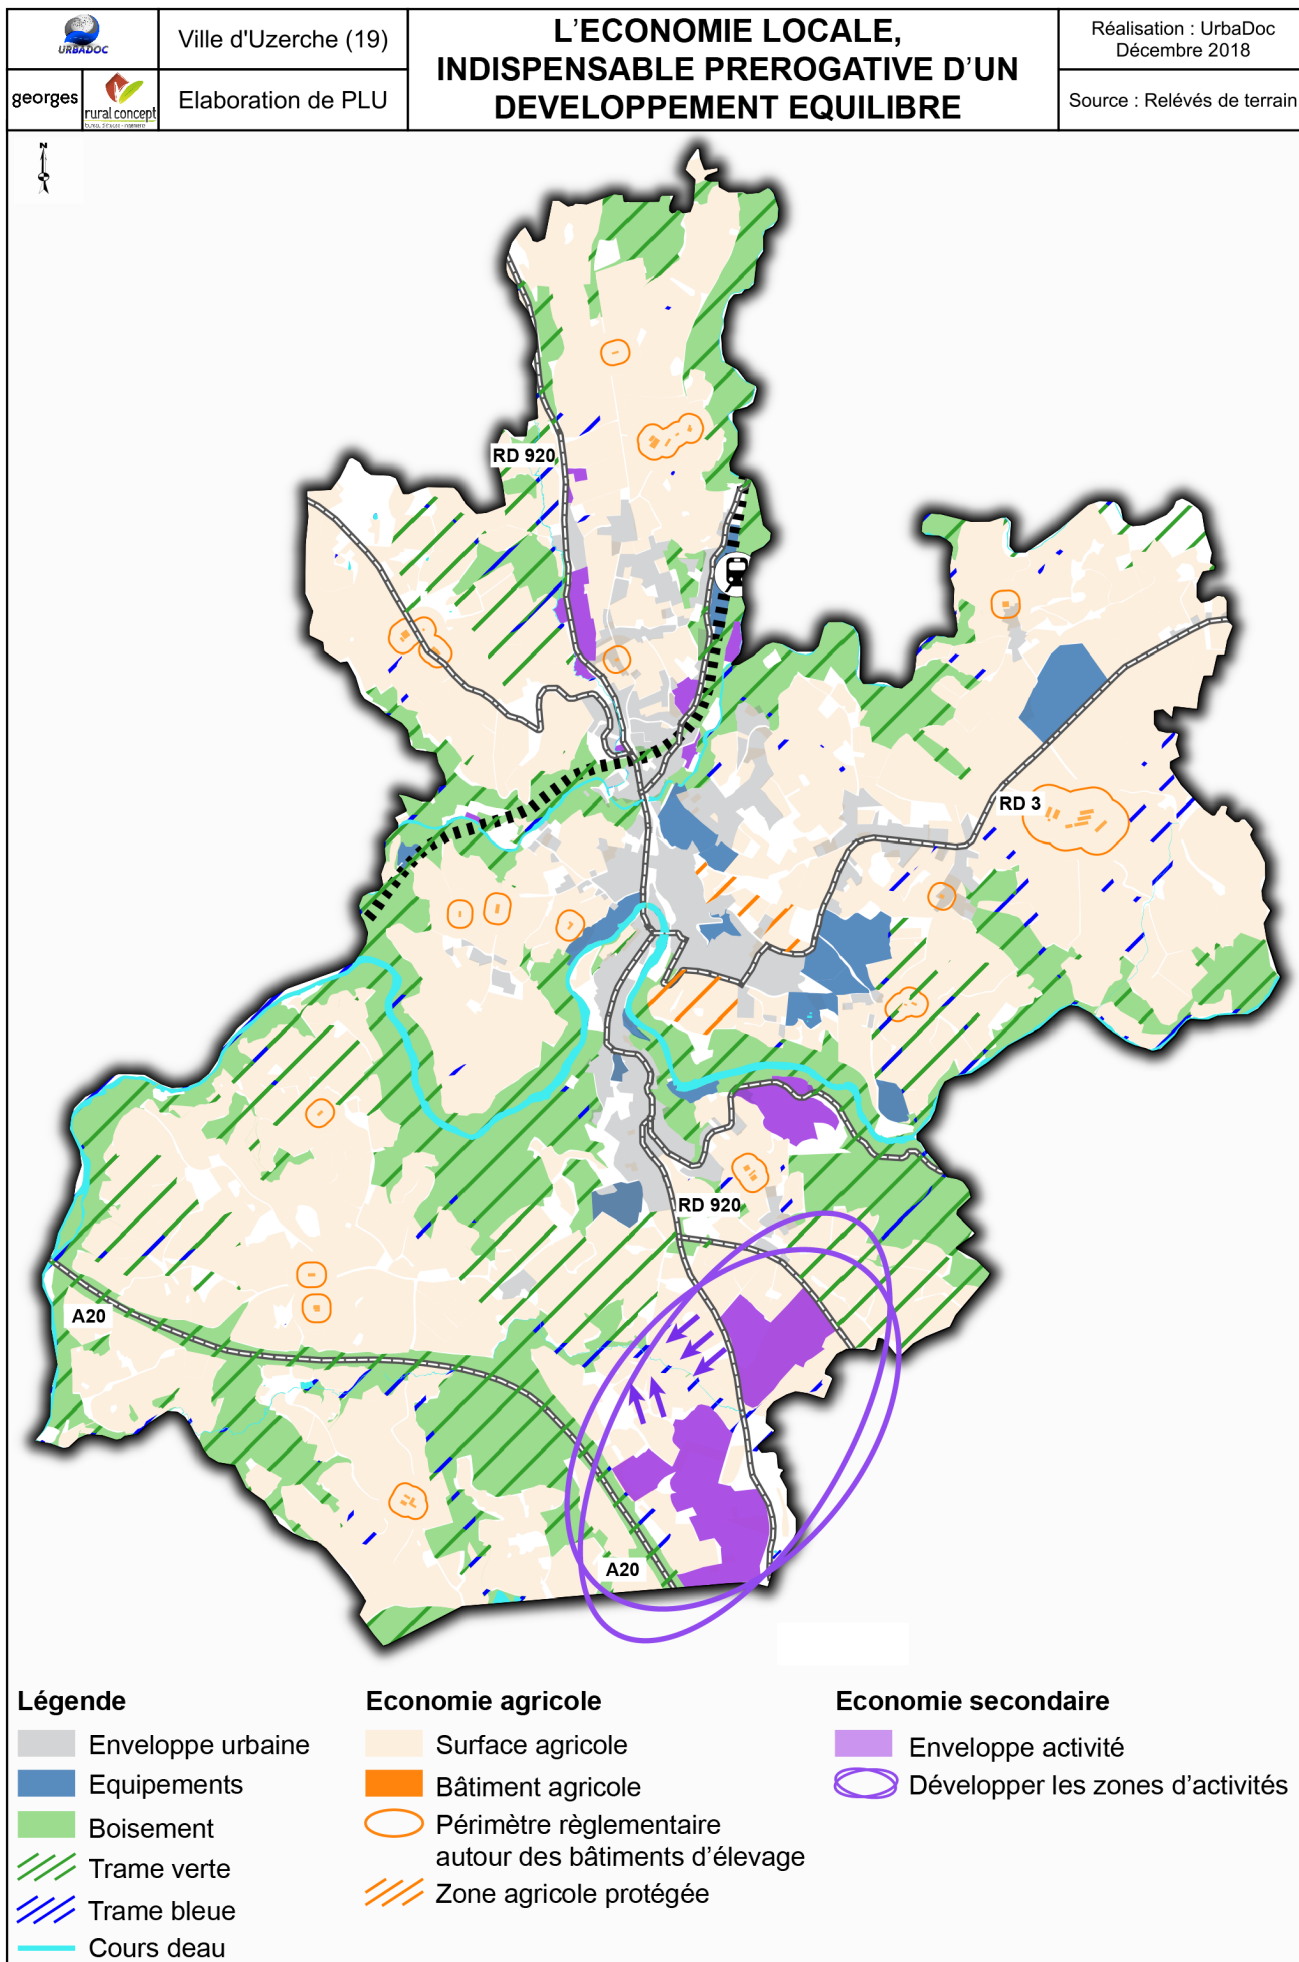 URBADOC
Ville d'Uzerche (19)
georges
rural concept
Elaboration de PLU
L'ECONOMIE LOCALE,
INDISPENSABLE PREROGATIVE D'UN
DEVELOPPEMENT EQUILIBRE
Réalisation : UrbaDoc
Décembre 2018
Source : Relévés de terrain
N
RD 920
RD 3
RD 920
A20
A20
Légende
Enveloppe urbaine
Equipements
Boisement
Trame verte
Trame bleue
Cours deau
Economie agricole
Surface agricole
Bâtiment agricole
Périmètre règlementaire
autour des bâtiments d'élevage
Zone agricole protégée
Economie secondaire
Enveloppe activité
Développer les zones d'activités